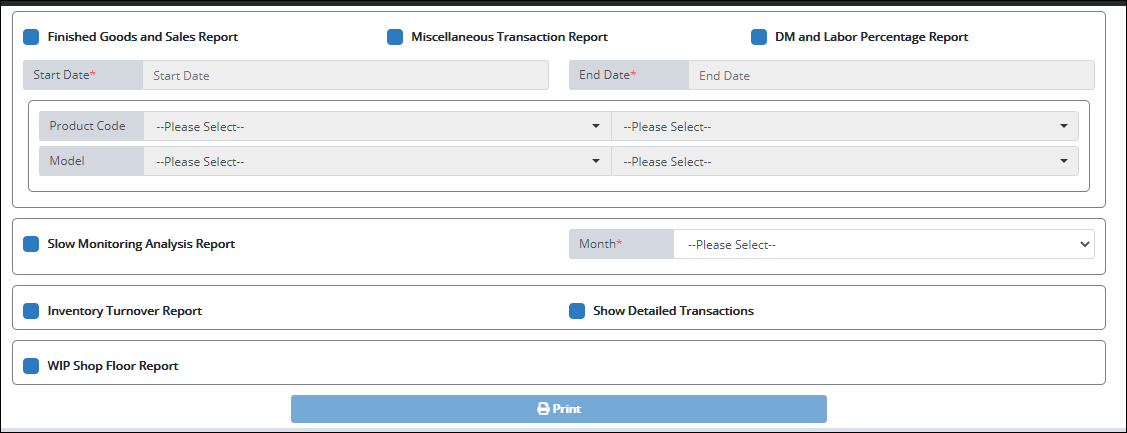 Finished Goods and Sales Report Miscellaneous Transaction Report DM and Labor Percentage Report
Start Date* Start Date End Date* End Date
Product Code --Please Select-- --Please Select--
Model --Please Select-- --Please Select--
Slow Monitoring Analysis Report Month* --Please Select--
Inventory Turnover Report Show Detailed Transactions
WIP Shop Floor Report
Print